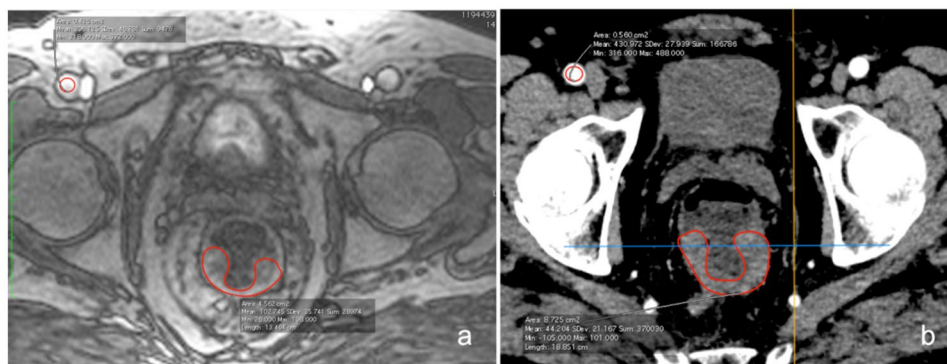 1194439
14
Area: 0.560 cm2
Mean: 430.972 SDev: 27.939 Sum: 166786
Min: 316.000 Max: 488.000
Area: 4.562 cm2
Mean: 102.745 SDev: 35.741 Sum: 28974
Length: 13.464 cm
Area: 8.725 cm2
Mean: 44.204 SDev: 21.167 Sum: 370030
Min: -105.000 Max: 101.000
Length: 18.851 cm
a
b